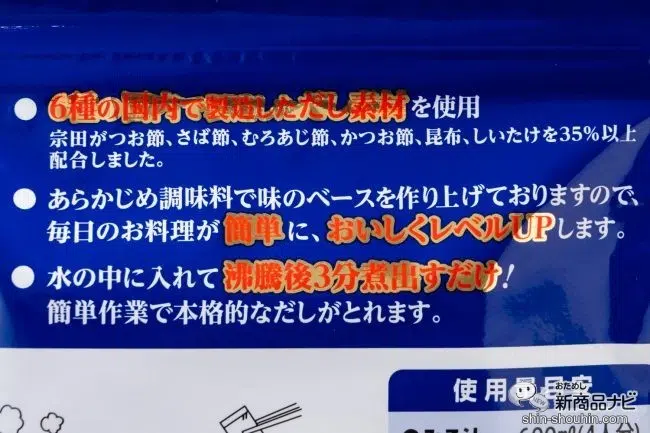 ● 6種の国内で製造しただし素材を使用
宗田がつお節、さば節、むろあじ節、かつお節、昆布、しいたけを35%以上
配合しました。
● あらかじめ調味料で味のベースを作り上げておりますので、
毎日のお料理が簡単に、おいしくレベルUPします。
● 水の中に入れて沸騰後3分煮出すだけ!
簡単作業で本格的なだしがとれます。
使用量目安
おためし
新商品ナビ
shin-shouhin.com